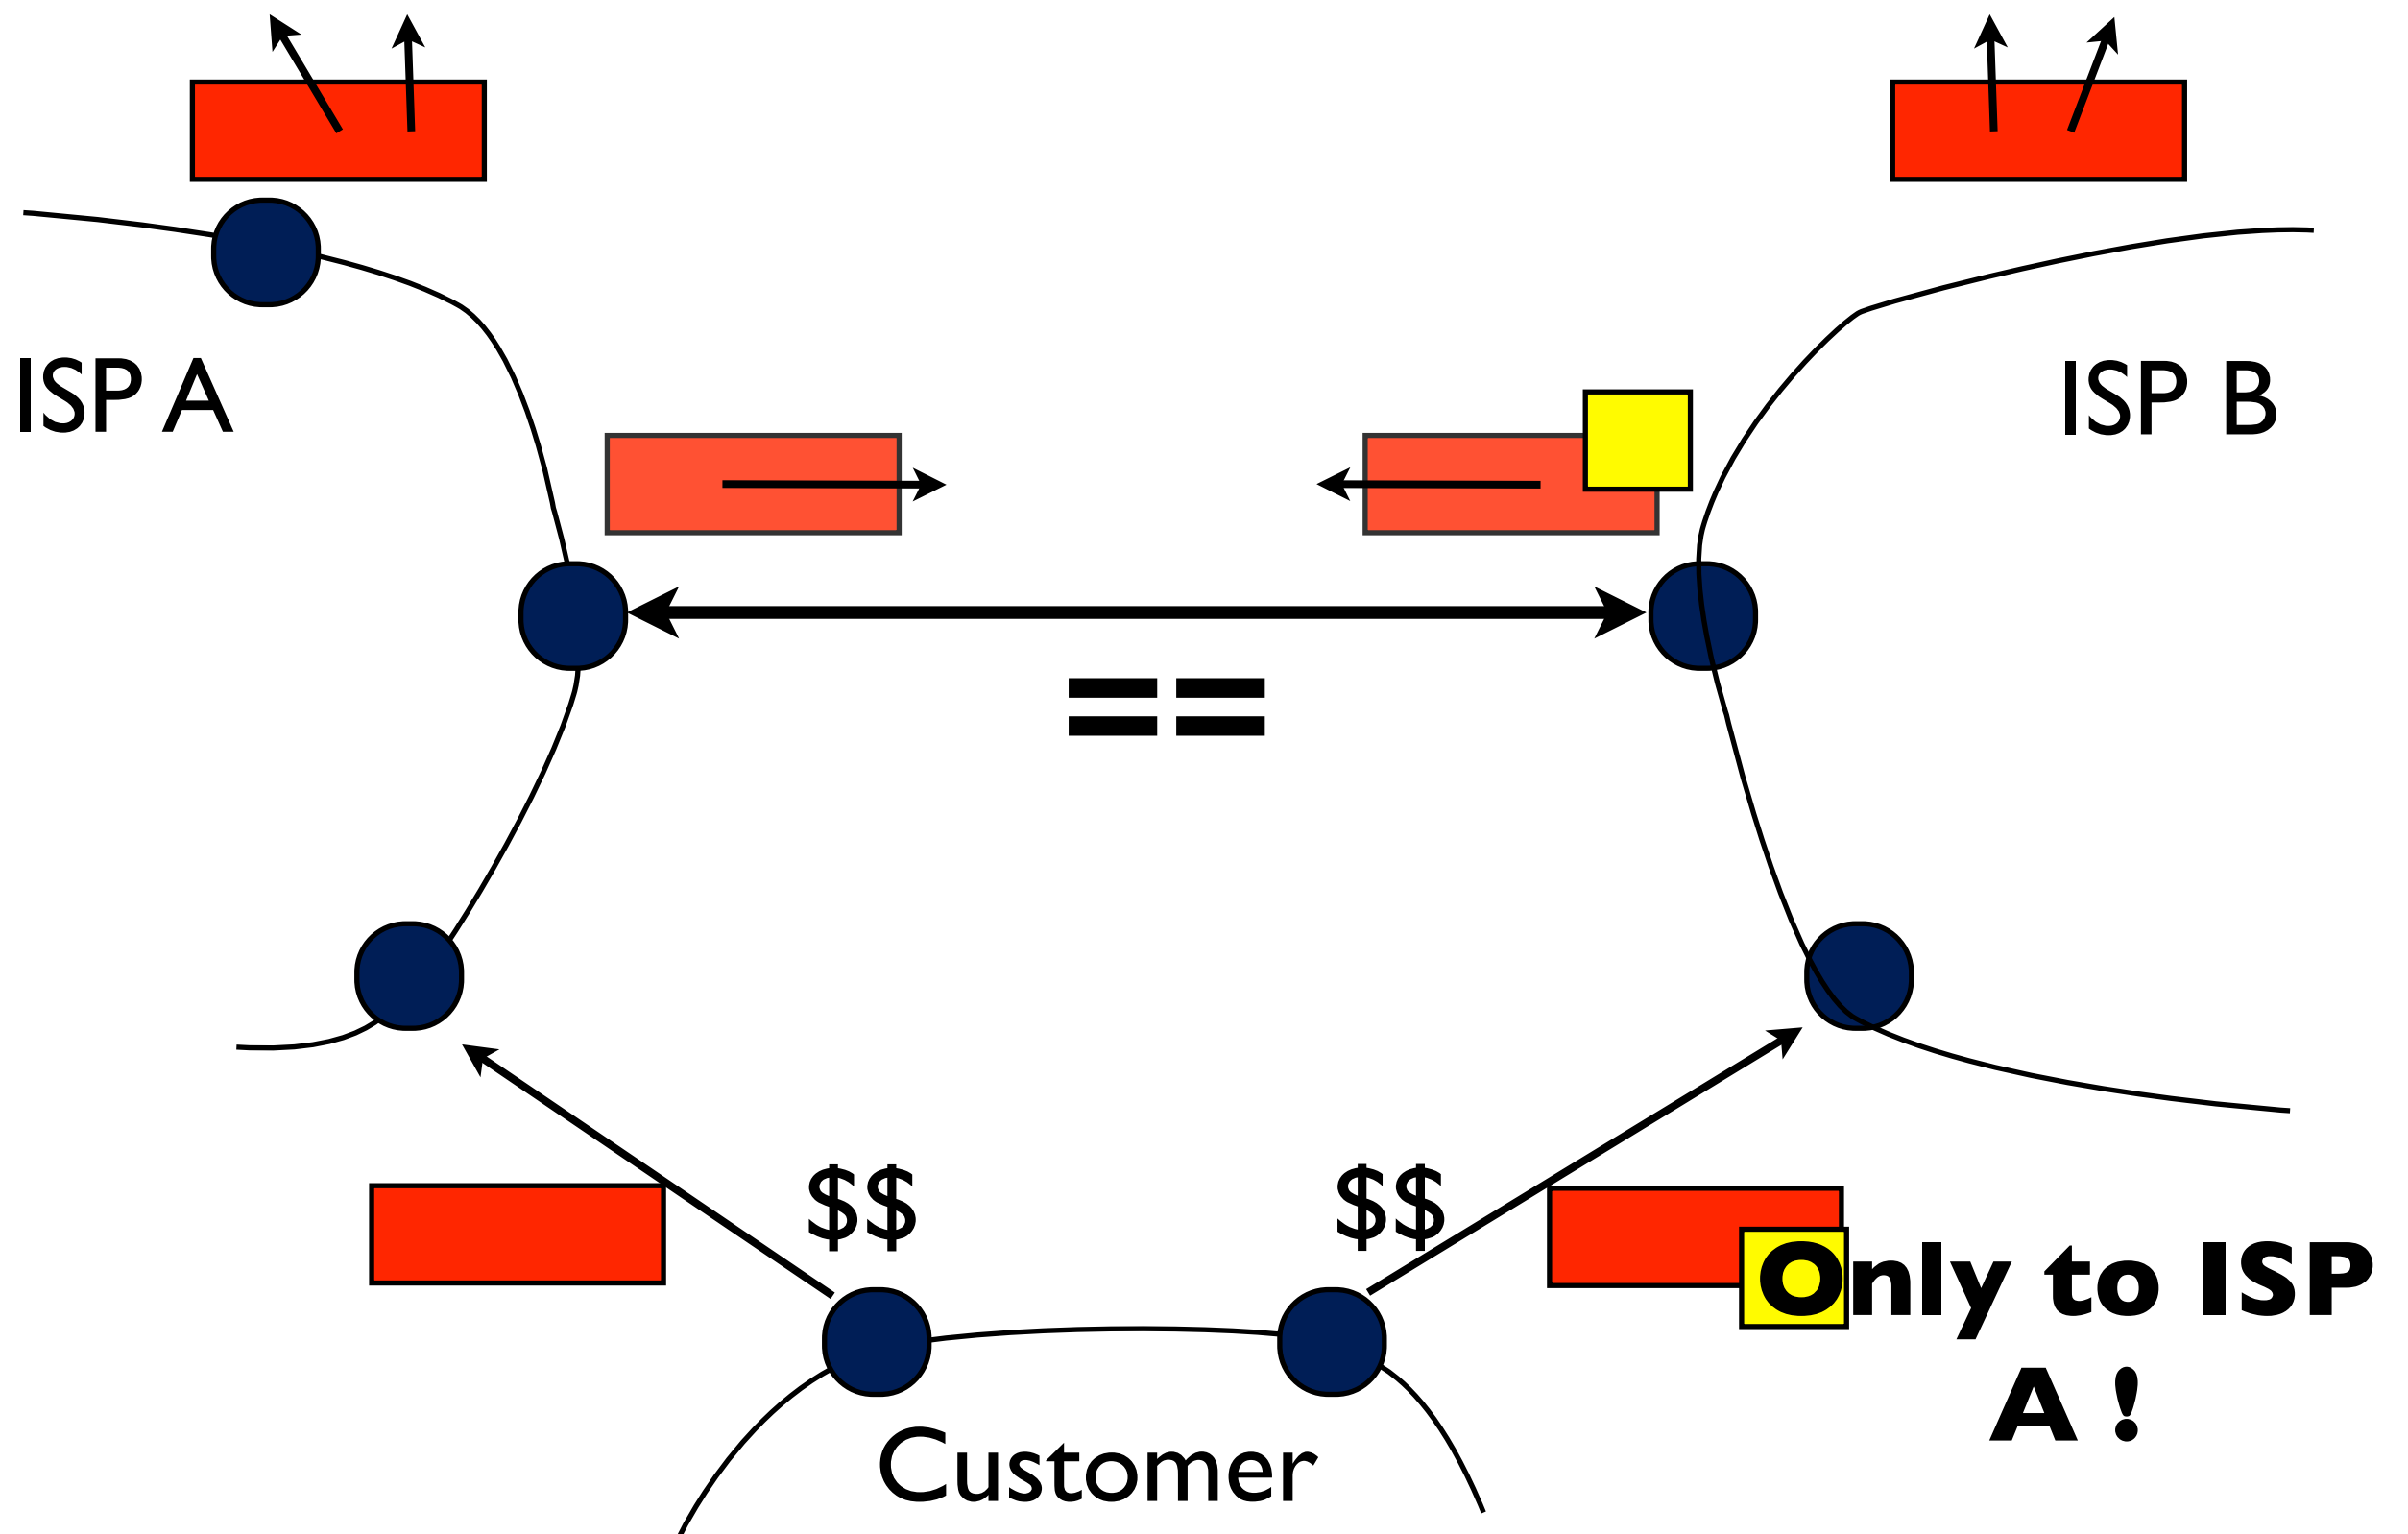 ISP A
ISP B
==
$$
$$
Only to ISP
A !
Customer